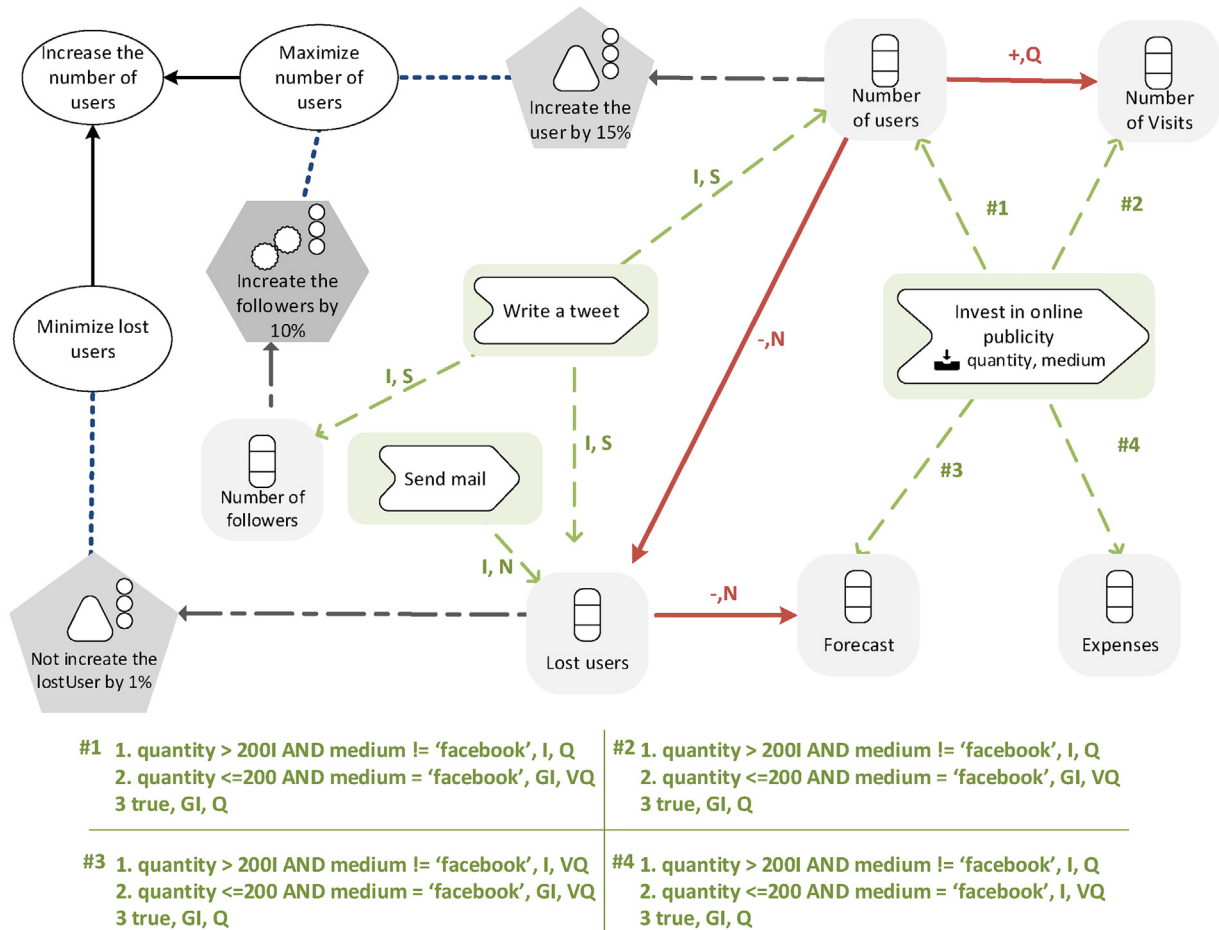 Increase the
number of
users
Maximize
number of
users
Increate the
user by 15%
Number
of users
+,Q
Number
of Visits
I, S
#1
#2
Increate the
followers by
10%
Write a tweet
Invest in online
publicity
quantity, medium
Minimize lost
users
-,N
I, S
I, S
#3
#4
Number of
followers
Send mail
I, N
Not increate the
lostUser by 1%
Lost users
-,N
Forecast
Expenses
#1 1. quantity > 200I AND medium != ‘facebook’, I, Q
2. quantity <=200 AND medium = ‘facebook’, GI, VQ
3 true, GI, Q
#2 1. quantity > 200I AND medium != ‘facebook’, I, Q
2. quantity <=200 AND medium = ‘facebook’, GI, VQ
3 true, GI, Q
#3 1. quantity > 200I AND medium != ‘facebook’, I, VQ
2. quantity <=200 AND medium = ‘facebook’, GI, VQ
3 true, GI, Q
#4 1. quantity > 200I AND medium != ‘facebook’, I, Q
2. quantity <=200 AND medium = ‘facebook’, I, VQ
3 true, GI, Q